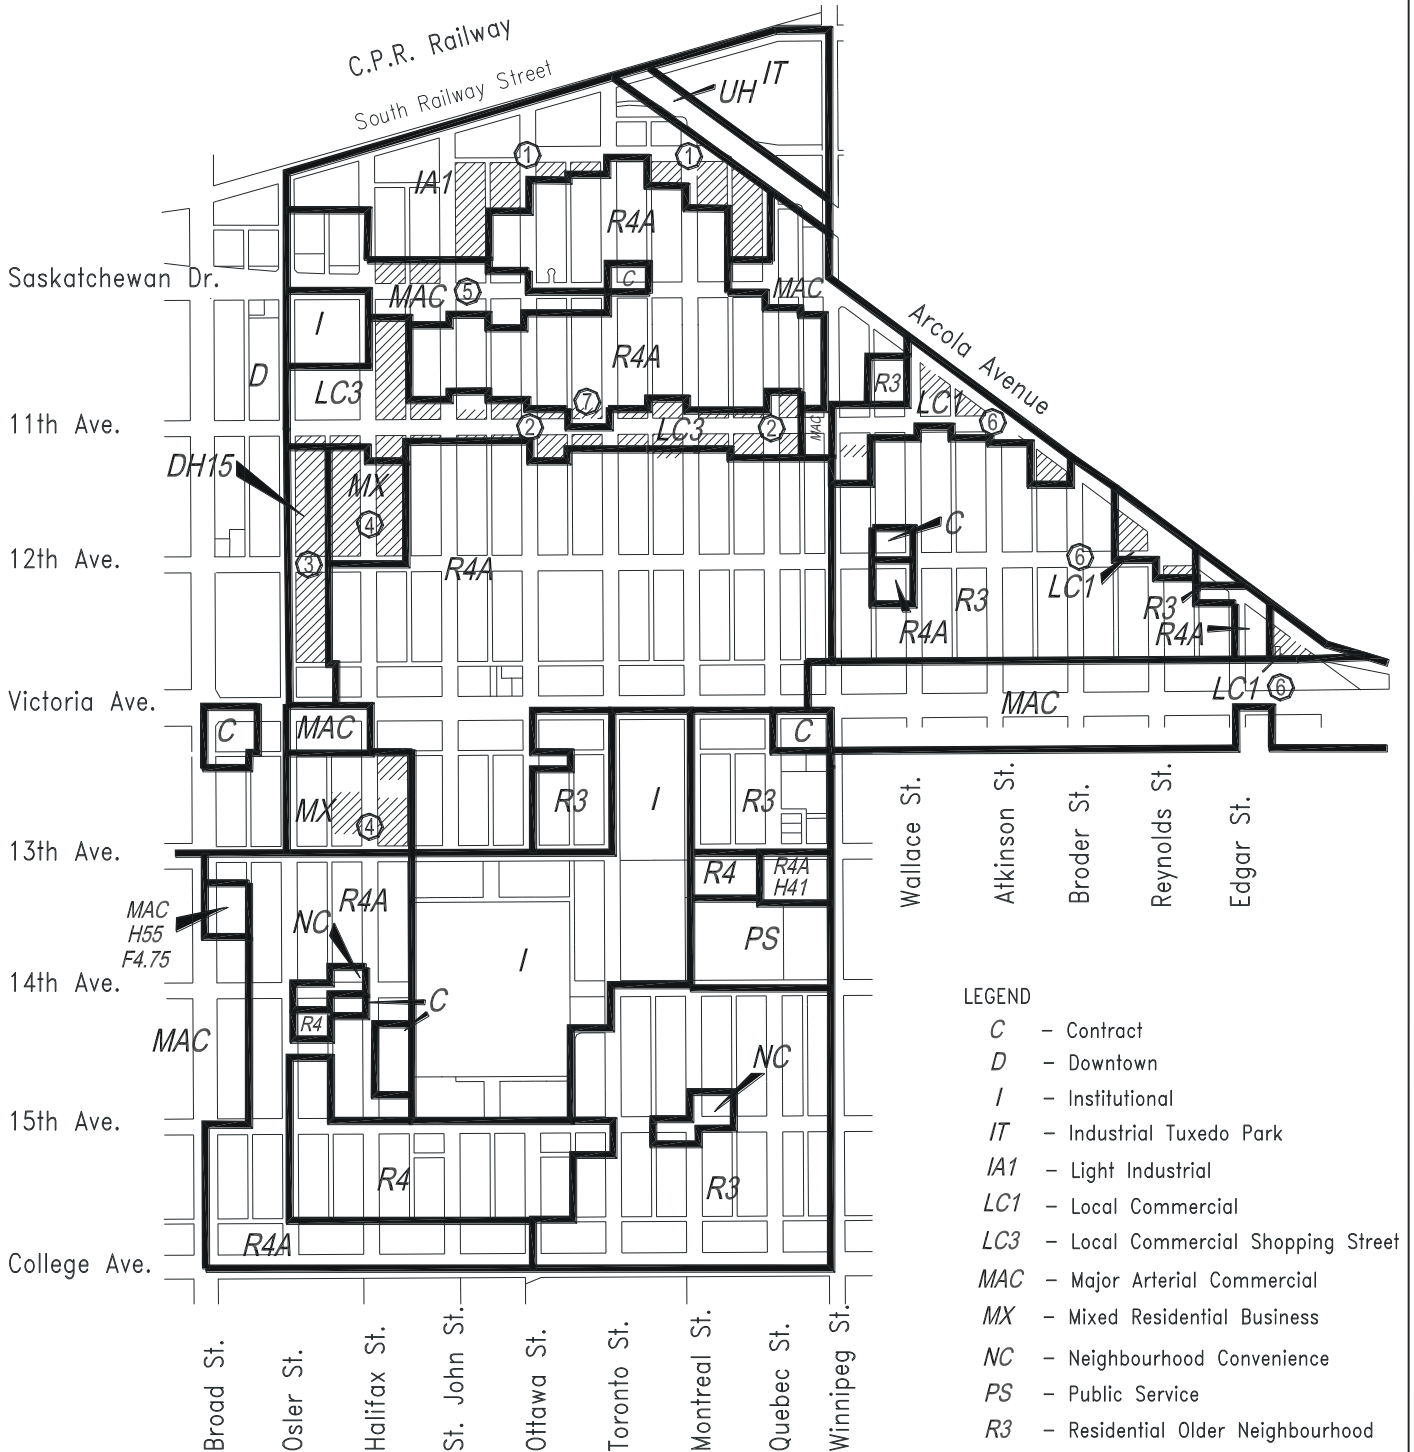 C.P.R. Railway
South Railway Street
IT
UH
1
1
IA1
R4A
Saskatchewan Dr.
C
MAC
5
MAC
I
Arcola Avenue
R4A
D
LC3
R3
LC1
7
11th Ave.
2
LC3
2
MAC
6
DH15
MX
4
C
12th Ave.
3
R4A
6
LC1
R3
R3
R4A
R4A
Victoria Ave.
LC1
6
MAC
C
MAC
C
R3
I
R3
MX
4
13th Ave.
R4
R4A
H41
R4A
MAC
H55
F4.75
NC
PS
I
14th Ave.
C
R4
MAC
NC
15th Ave.
R4
R3
R4A
College Ave.
Wallace St.
Atkinson St.
Broder St.
Reynolds St.
Edgar St.
Broad St.
Osler St.
Halifax St.
St. John St.
Ottawa St.
Toronto St.
Montreal St.
Quebec St.
Winnipeg St.
LEGEND
C – Contract
D – Downtown
I – Institutional
IT – Industrial Tuxedo Park
IA1 – Light Industrial
LC1 – Local Commercial
LC3 – Local Commercial Shopping Street
MAC – Major Arterial Commercial
MX – Mixed Residential Business
NC – Neighbourhood Convenience
PS – Public Service
R3 – Residential Older Neighbourhood